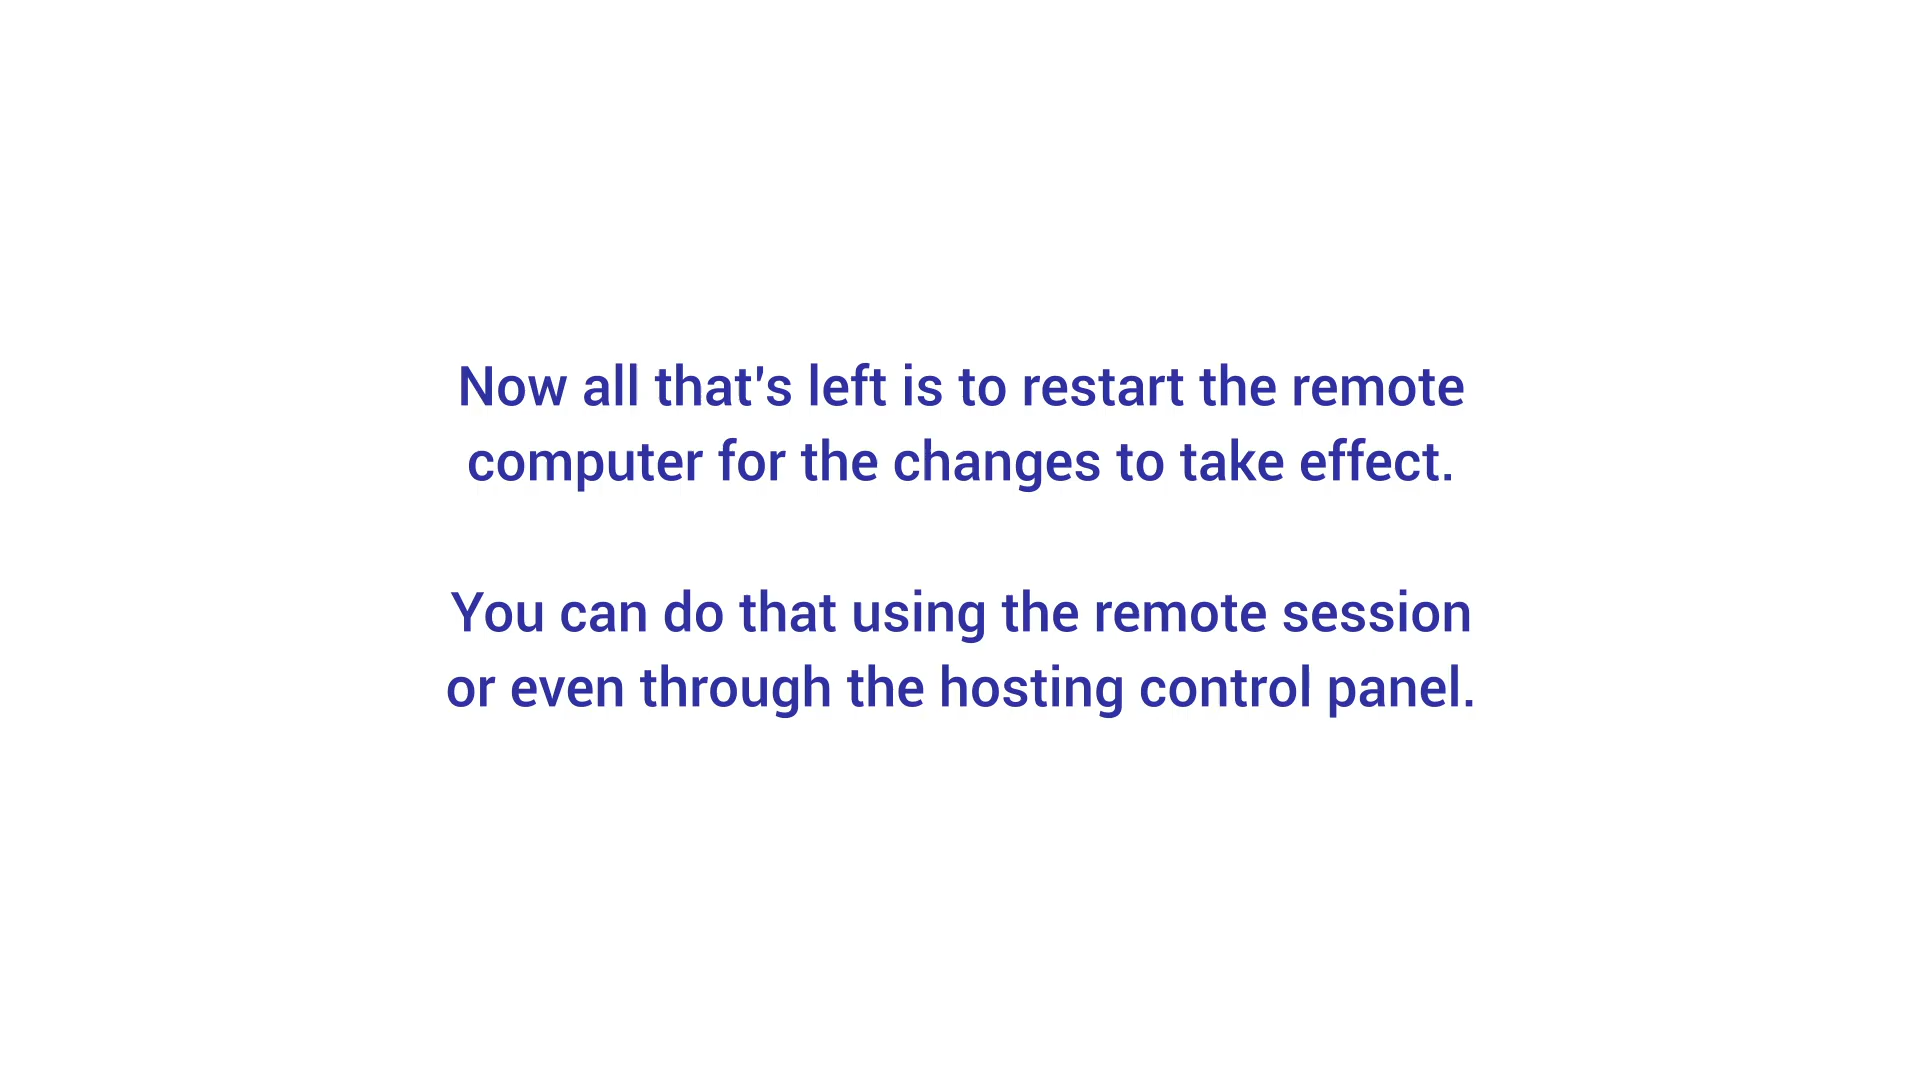 Now all that's left is to restart the remote
computer for the changes to take effect.
You can do that using the remote session
or even through the hosting control panel.